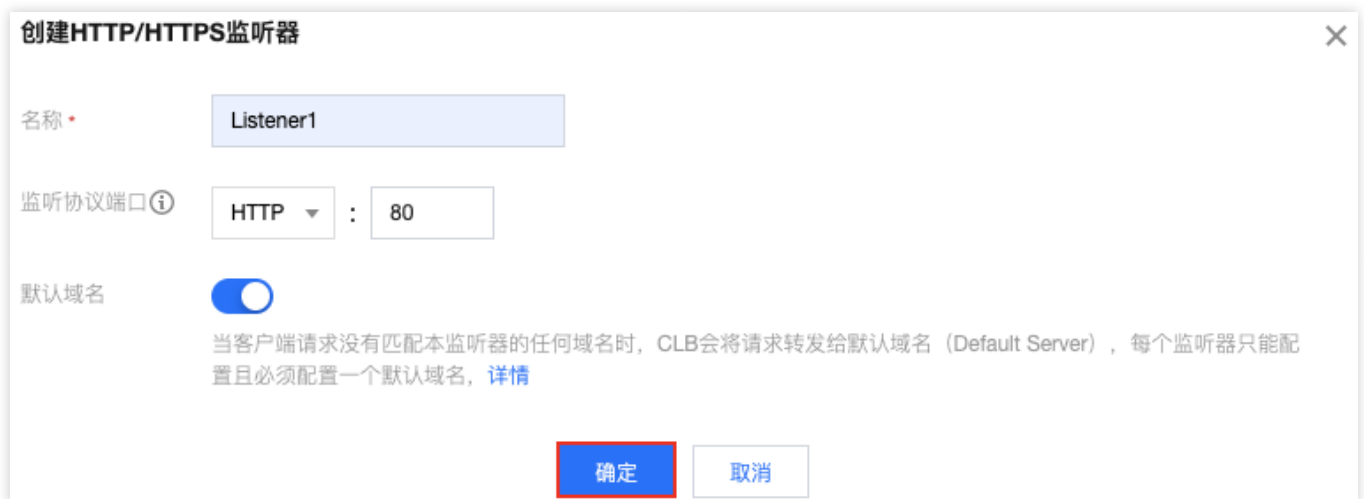 创建HTTP/HTTPS监听器
名称
Listener1
监听协议端口
HTTP : 80
默认域名
当客户端请求没有匹配本监听器的任何域名时，CLB会将请求转发给默认域名（Default Server），每个监听器只能配
置且必须配置一个默认域名，详情
确定 取消